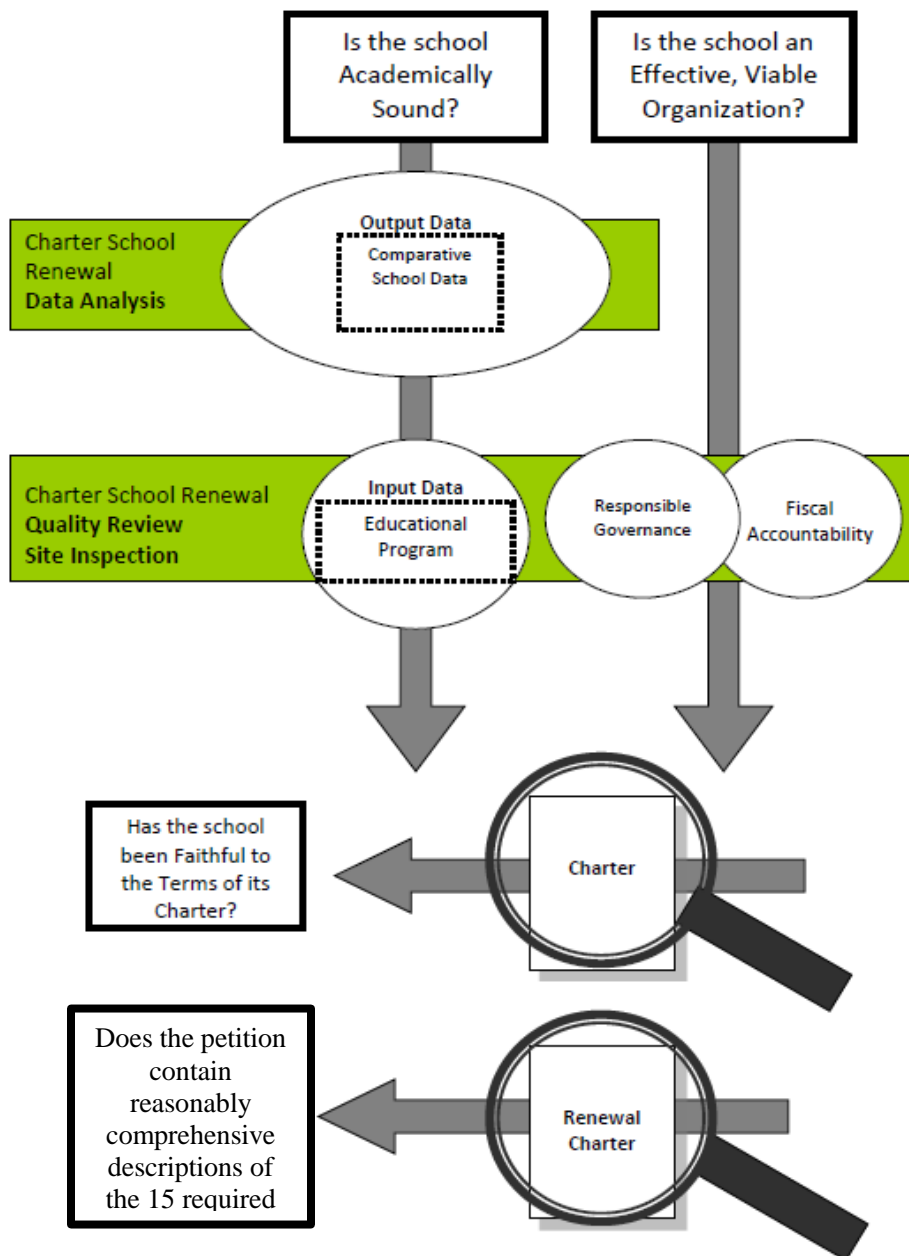 Is the school
Academically
Sound?
Is the school an
Effective, Viable
Organization?
Output Data
Comparative
School Data
Charter School
Renewal
Data Analysis
Charter School Renewal
Quality Review
Site Inspection
Input Data
Educational
Program
Responsible
Governance
Fiscal
Accountability
Has the school
been Faithful to
the Terms of its
Charter?
Charter
Does the petition
contain
reasonably
comprehensive
descriptions of
the 15 required
Renewal
Charter